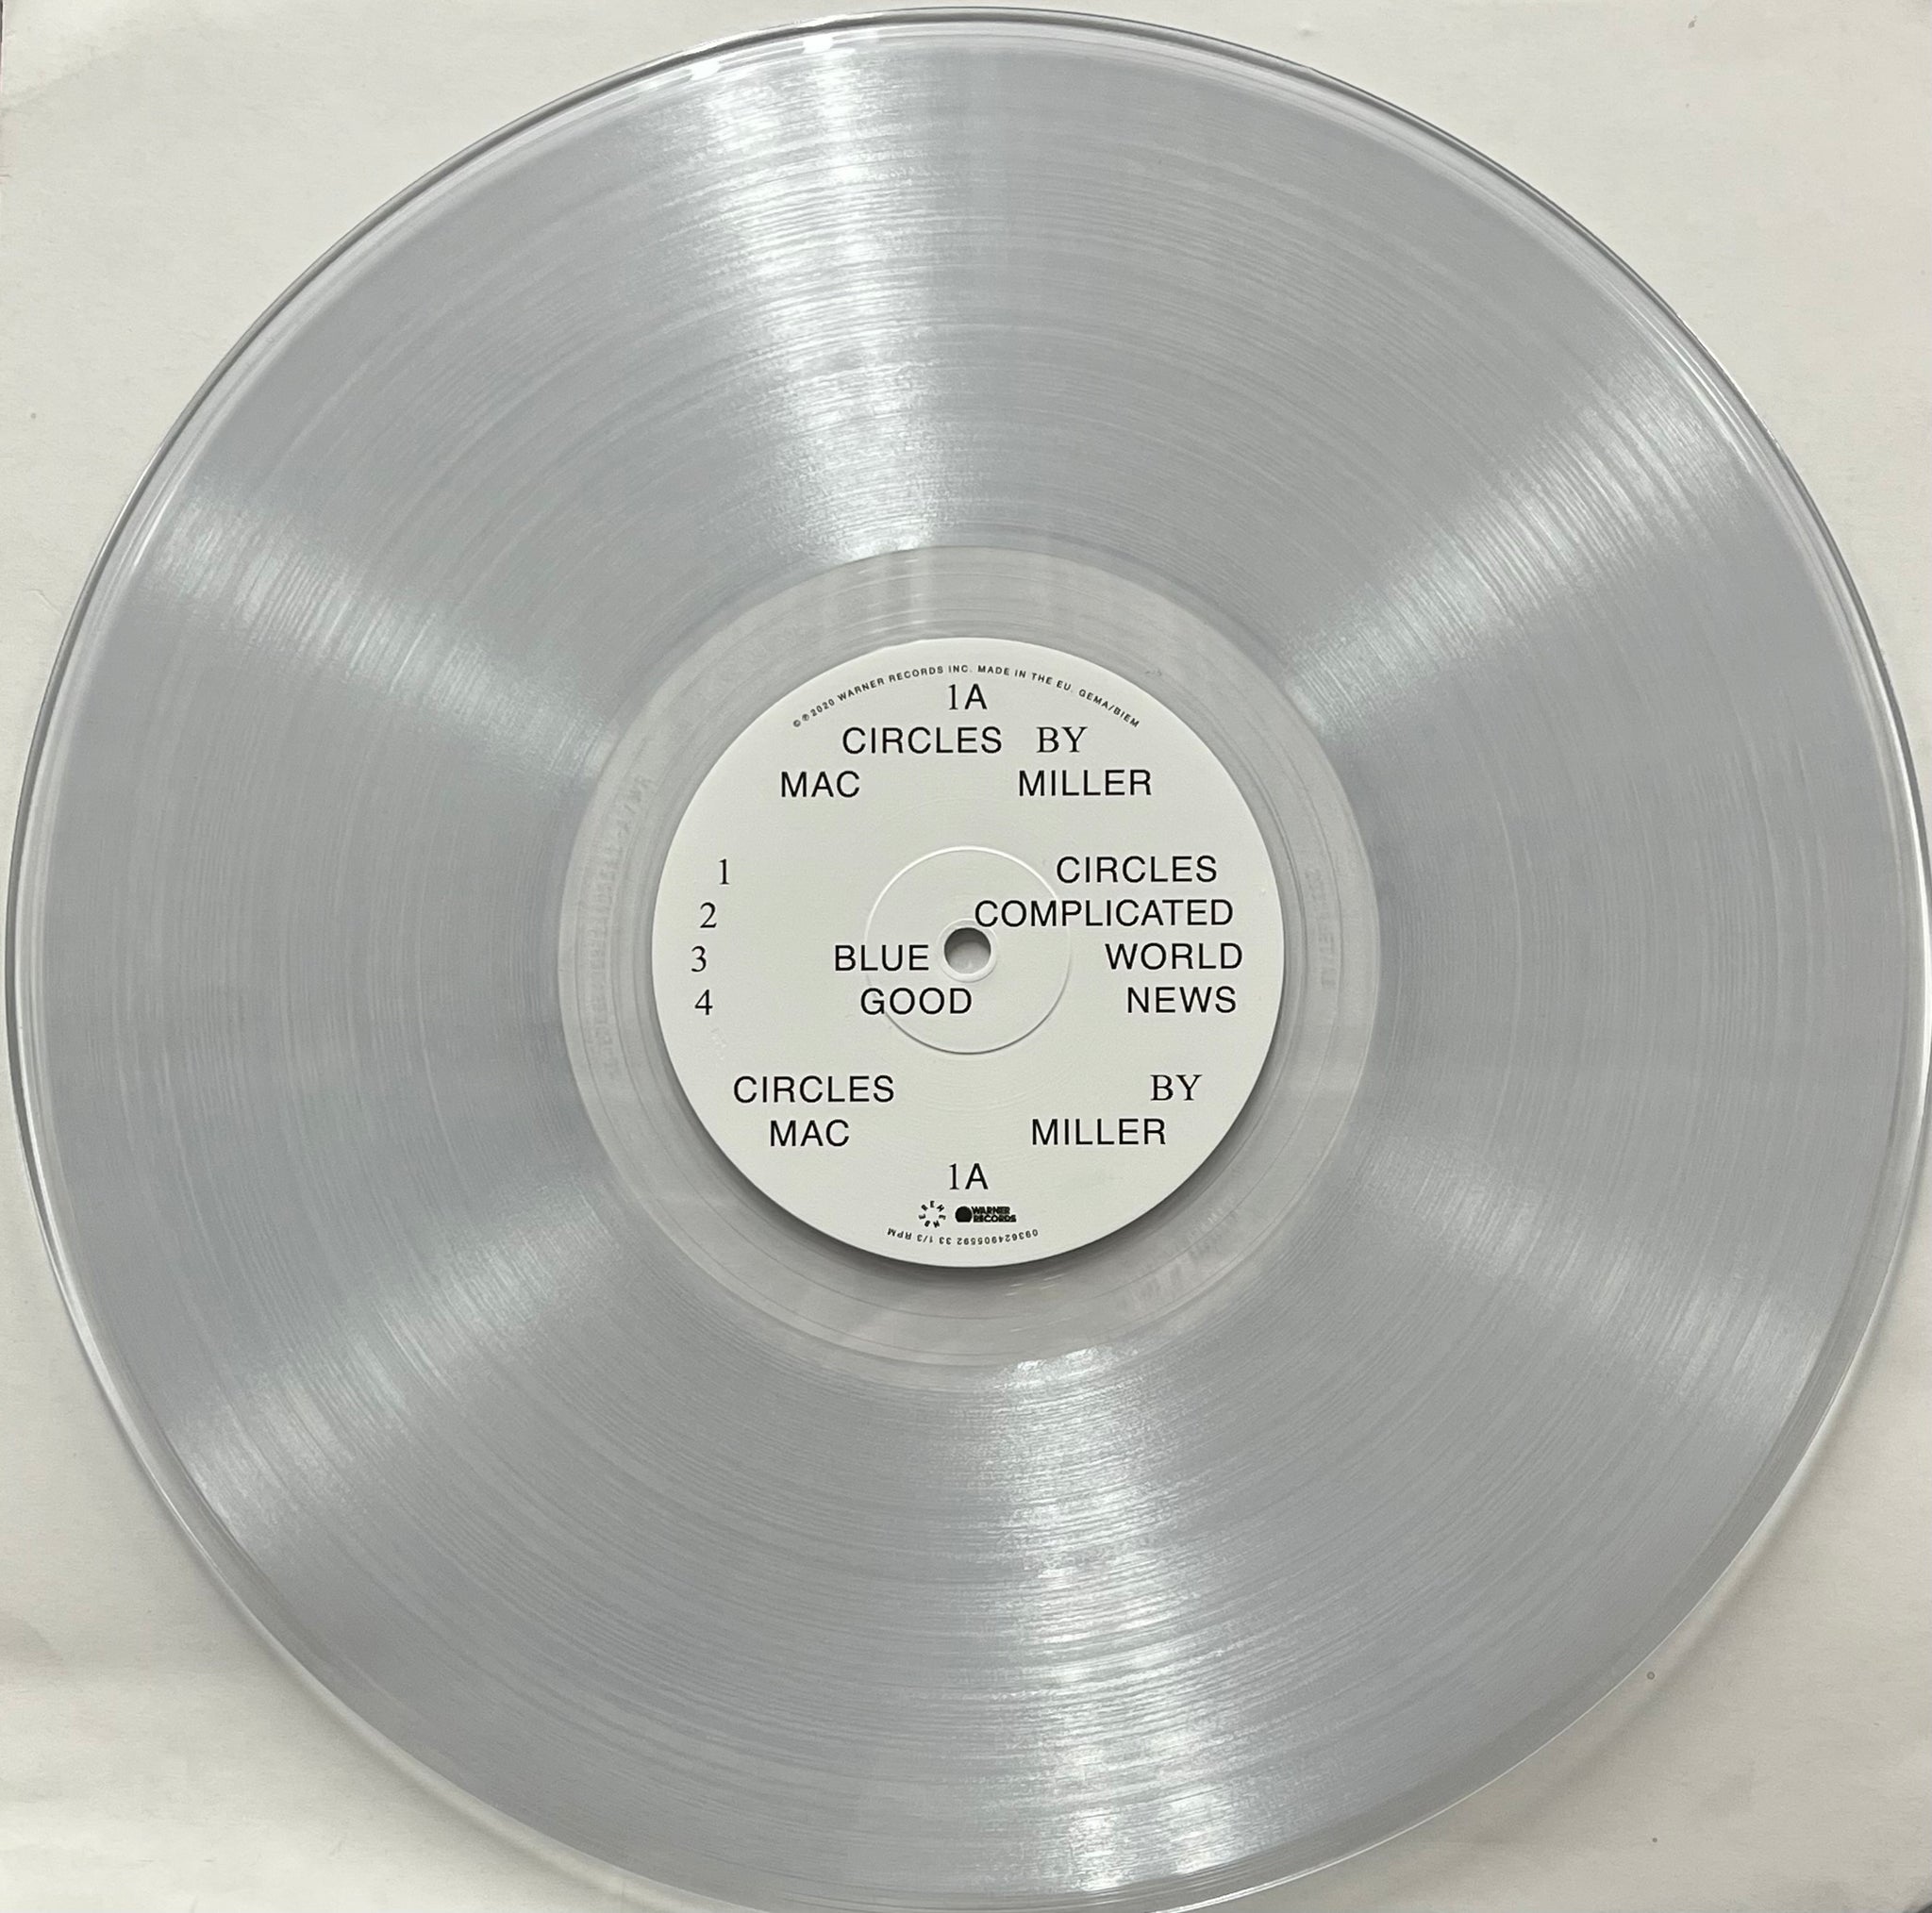 ©℗2020 WARNER RECORDS INC. MADE IN THE EU. GEMA/BIEM
1A
CIRCLES BY
MAC MILLER
1 CIRCLES
2 COMPLICATED
3 BLUE WORLD
4 GOOD NEWS
CIRCLES BY
MAC MILLER
1A
WARNER RECORDS
093624905592 33 1/3 RPM